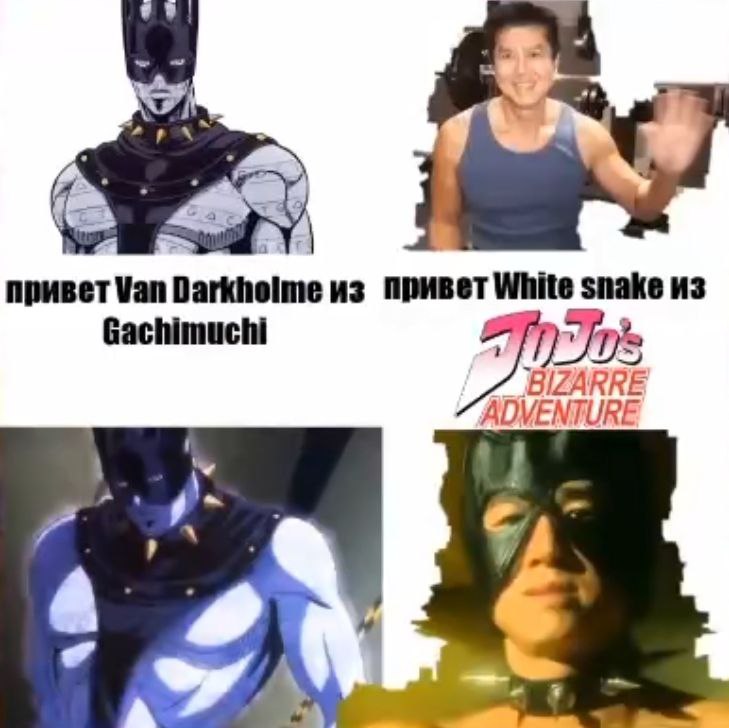 привет Van Darkholme из
Gachimuchi
привет White snake из
JoJo's
BIZARRE
ADVENTURE